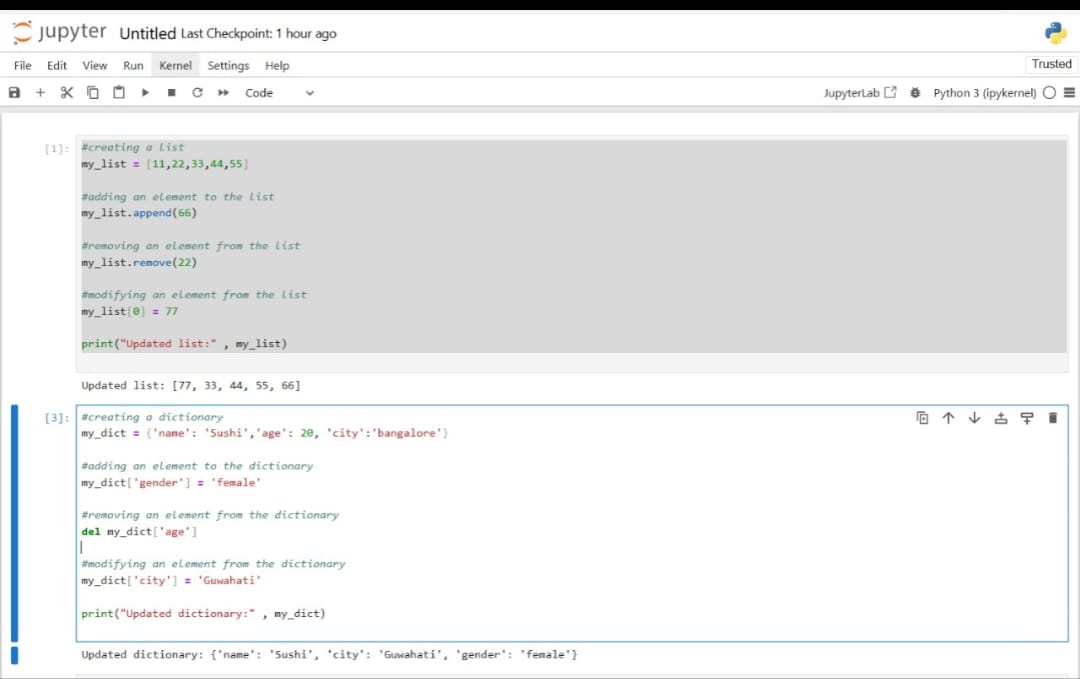 jupyter Untitled Last Checkpoint: 1 hour ago
File Edit View Run Kernel Settings Help Trusted
Code JupyterLab Python 3 (ipykernel)
[1]: #creating a list
my_list = [11,22,33,44,55]
#adding an element to the list
my_list.append(66)
#removing an element from the list
my_list.remove(22)
#modifying an element from the list
my_list[0] = 77
print("Updated list:" , my_list)
Updated list: [77, 33, 44, 55, 66]
[3]: #creating a dictionary
my_dict = {'name': 'Sushi','age': 20, 'city':'bangalore'}
#adding an element to the dictionary
my_dict['gender'] = 'female'
#removing an element from the dictionary
del my_dict['age']
#modifying an element from the dictionary
my_dict['city'] = 'Guwahati'
print("Updated dictionary:" , my_dict)
Updated dictionary: {'name': 'Sushi', 'city': 'Guwahati', 'gender': 'female'}